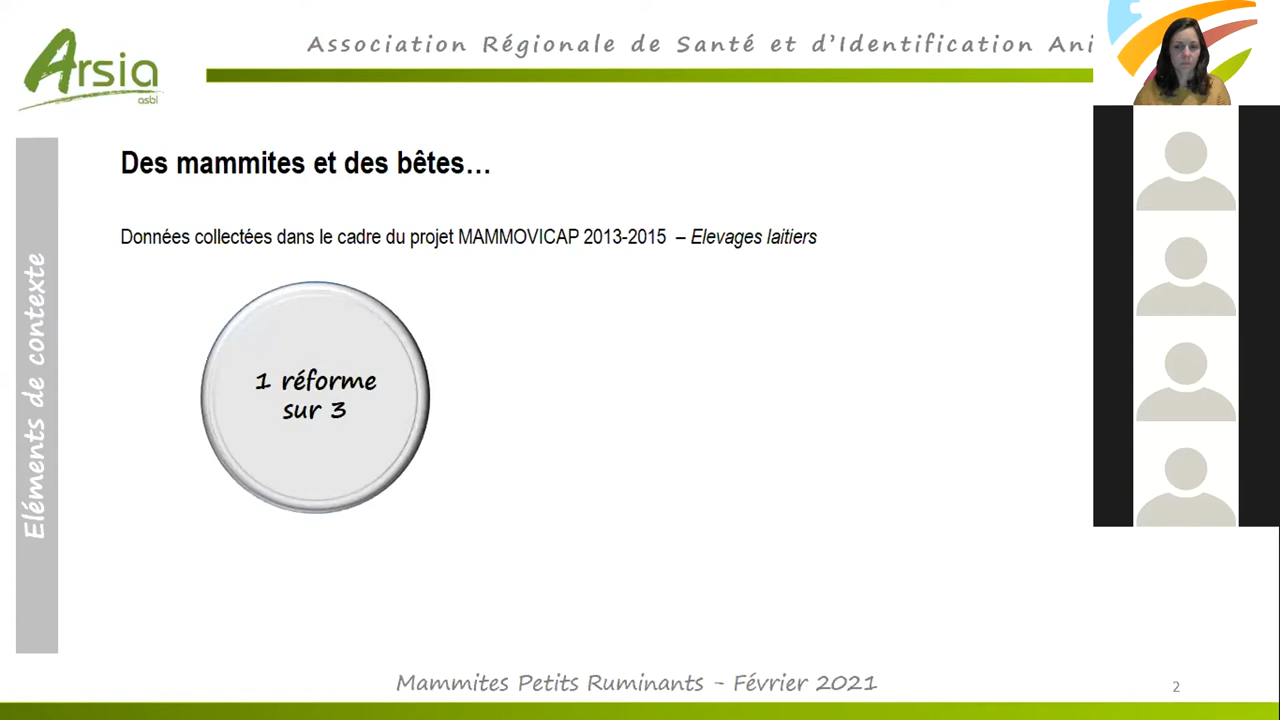 Arsia
asbl
Association Régionale de Santé et d'Identification Ani
Eléments de contexte
Des mammites et des bêtes…
Données collectées dans le cadre du projet MAMMOVICAP 2013-2015 – Elevages laitiers
1 réforme
sur 3
Mammites Petits Ruminants - Février 2021
2